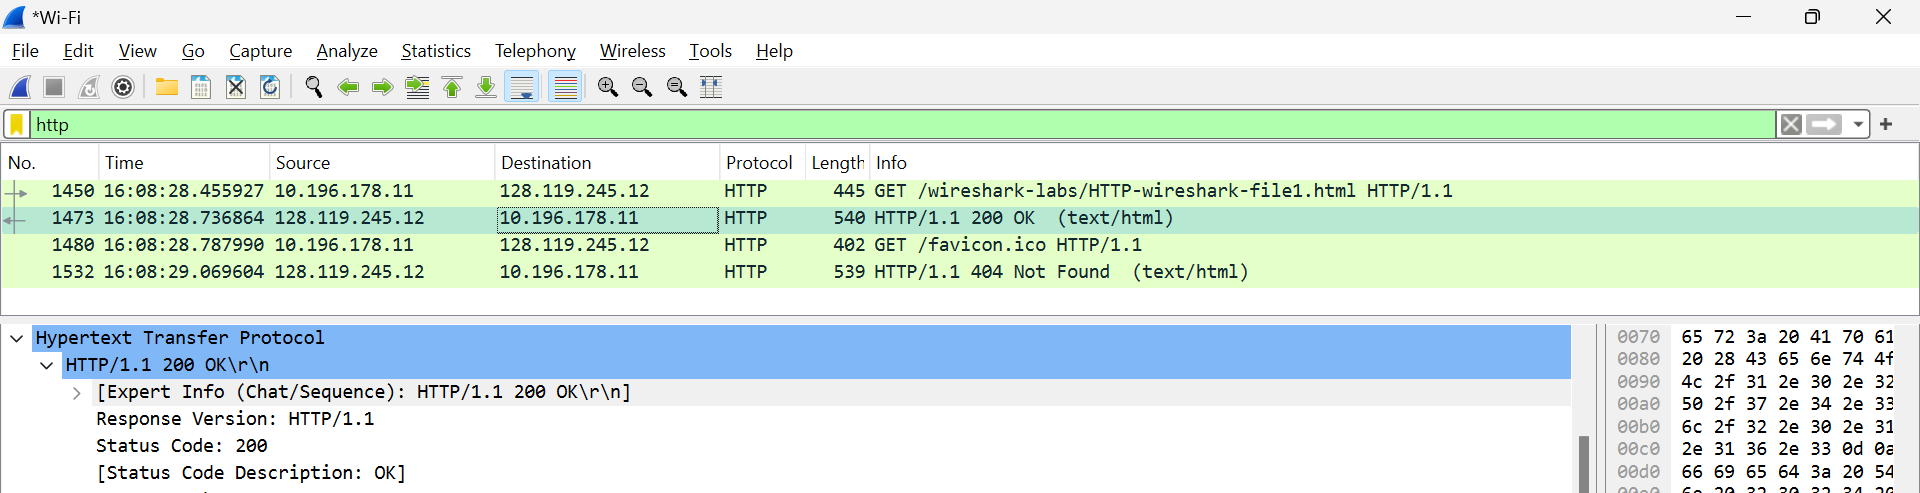 *Wi-Fi
File Edit View Go Capture Analyze Statistics Telephony Wireless Tools Help
http
No. Time Source Destination Protocol Length Info
1450 16:08:28.455927 10.196.178.11 128.119.245.12 HTTP 445 GET /wireshark-labs/HTTP-wireshark-file1.html HTTP/1.1
1473 16:08:28.736864 128.119.245.12 10.196.178.11 HTTP 540 HTTP/1.1 200 OK (text/html)
1480 16:08:28.787990 10.196.178.11 128.119.245.12 HTTP 402 GET /favicon.ico HTTP/1.1
1532 16:08:29.069604 128.119.245.12 10.196.178.11 HTTP 539 HTTP/1.1 404 Not Found (text/html)
Hypertext Transfer Protocol
HTTP/1.1 200 OK\r\n
[Expert Info (Chat/Sequence): HTTP/1.1 200 OK\r\n]
Response Version: HTTP/1.1
Status Code: 200
[Status Code Description: OK]
0070 65 72 3a 20 41 70 61
0080 20 28 43 65 6e 74 4f
0090 4c 2f 31 2e 30 2e 32
00a0 50 2f 37 2e 34 2e 33
00b0 6c 2f 32 2e 30 2e 31
00c0 2e 31 36 2e 33 0d 0a
00d0 66 69 65 64 3a 20 54